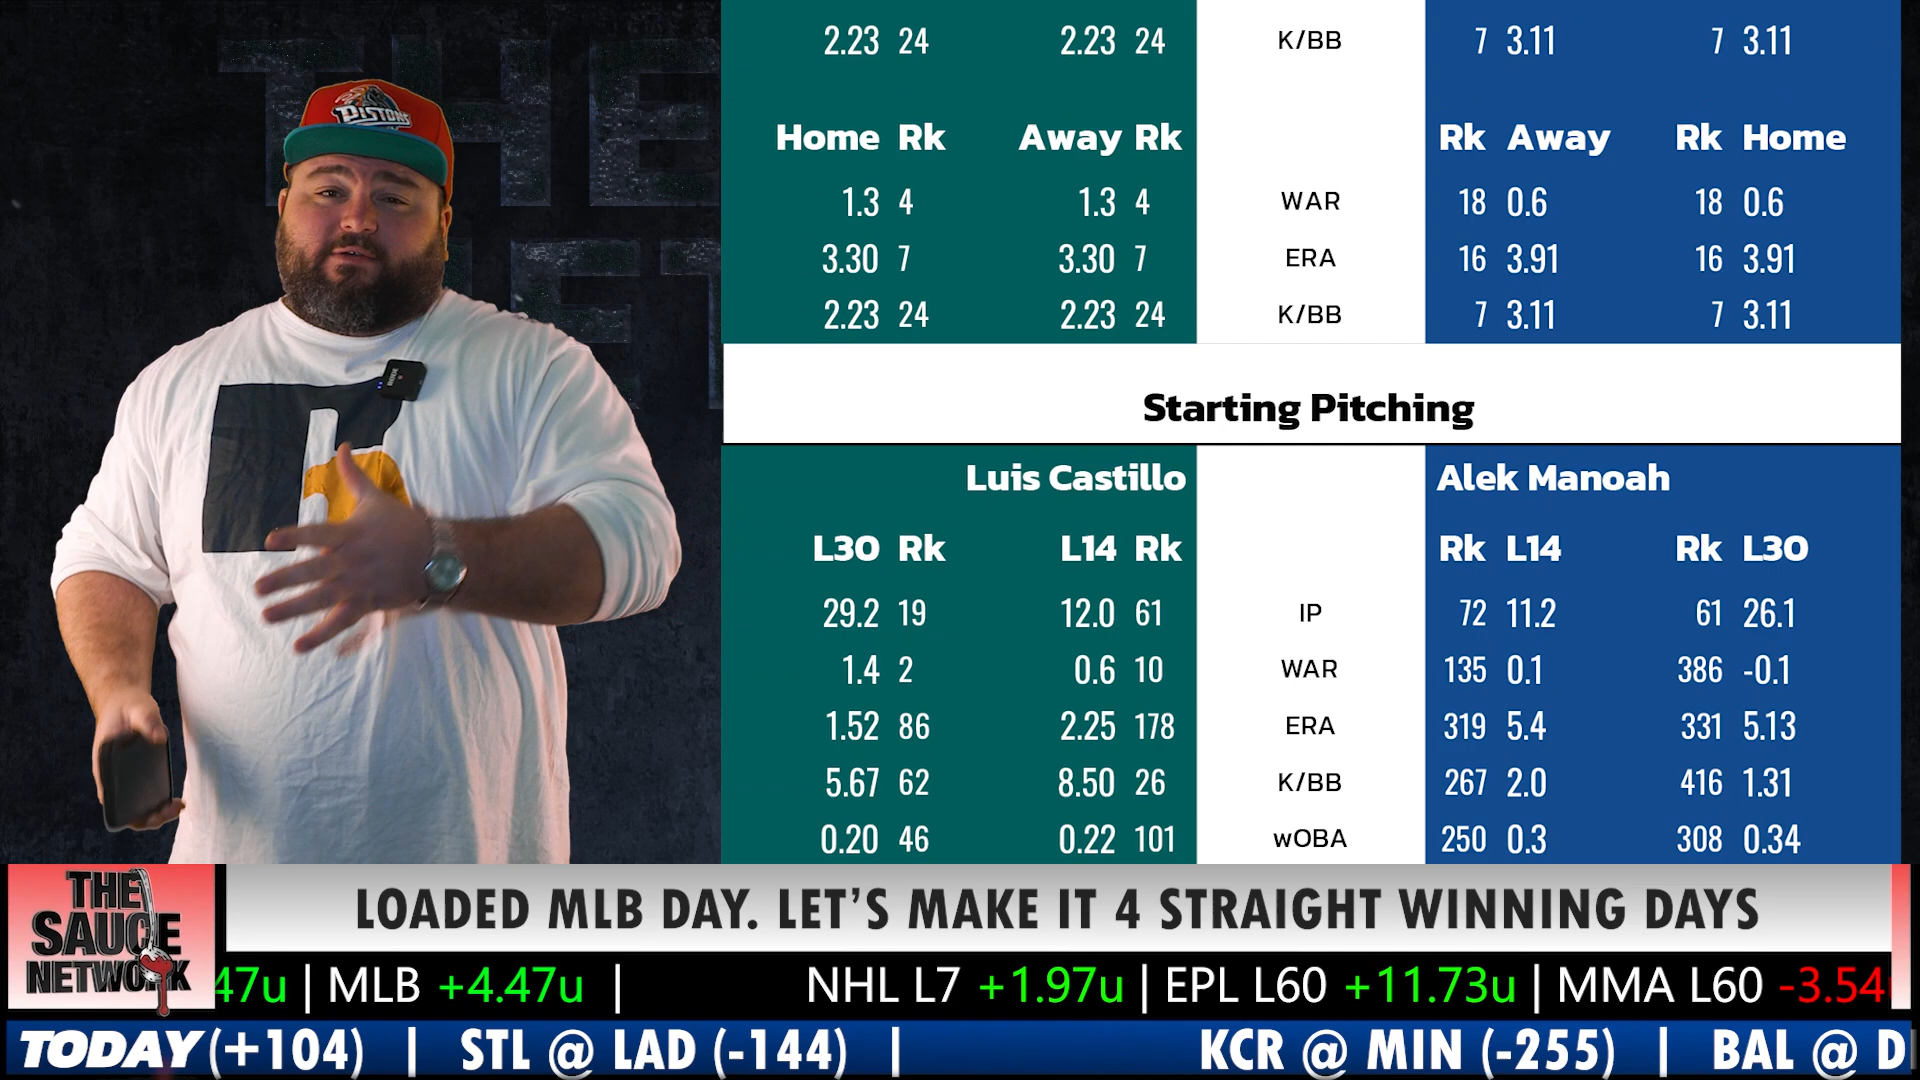 PISTONS
2.23 24 2.23 24 K/BB 7 3.11 7 3.11
Home Rk Away Rk Rk Away Rk Home
1.3 4 1.3 4 WAR 18 0.6 18 0.6
3.30 7 3.30 7 ERA 16 3.91 16 3.91
2.23 24 2.23 24 K/BB 7 3.11 7 3.11
Starting Pitching
Luis Castillo Alek Manoah
L30 Rk L14 Rk Rk L14 Rk L30
29.2 19 12.0 61 IP 72 11.2 61 26.1
1.4 2 0.6 10 WAR 135 0.1 386 -0.1
1.52 86 2.25 178 ERA 319 5.4 331 5.13
5.67 62 8.50 26 K/BB 267 2.0 416 1.31
0.20 46 0.22 101 wOBA 250 0.3 308 0.34
THE
SAUCE
NETWORK
LOADED MLB DAY. LET'S MAKE IT 4 STRAIGHT WINNING DAYS
47u | MLB +4.47u | NHL L7 +1.97u | EPL L60 +11.73u | MMA L60 -3.54
TODAY (+104) | STL @ LAD (-144) | KCR @ MIN (-255) | BAL @ D